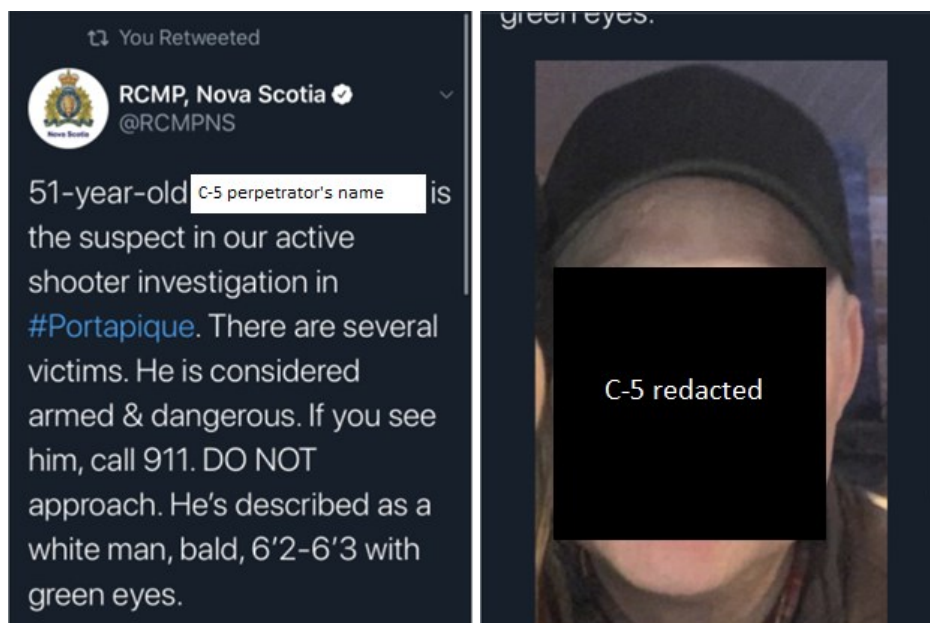 You Retweeted
RCMP, Nova Scotia
@RCMPNS
Nova Scotia
51-year-old C-5 perpetrator's name is
the suspect in our active
shooter investigation in
#Portapique. There are several
victims. He is considered
armed & dangerous. If you see
him, call 911. DO NOT
approach. He's described as a
white man, bald, 6'2-6'3 with
green eyes.
green eyes.
C-5 redacted